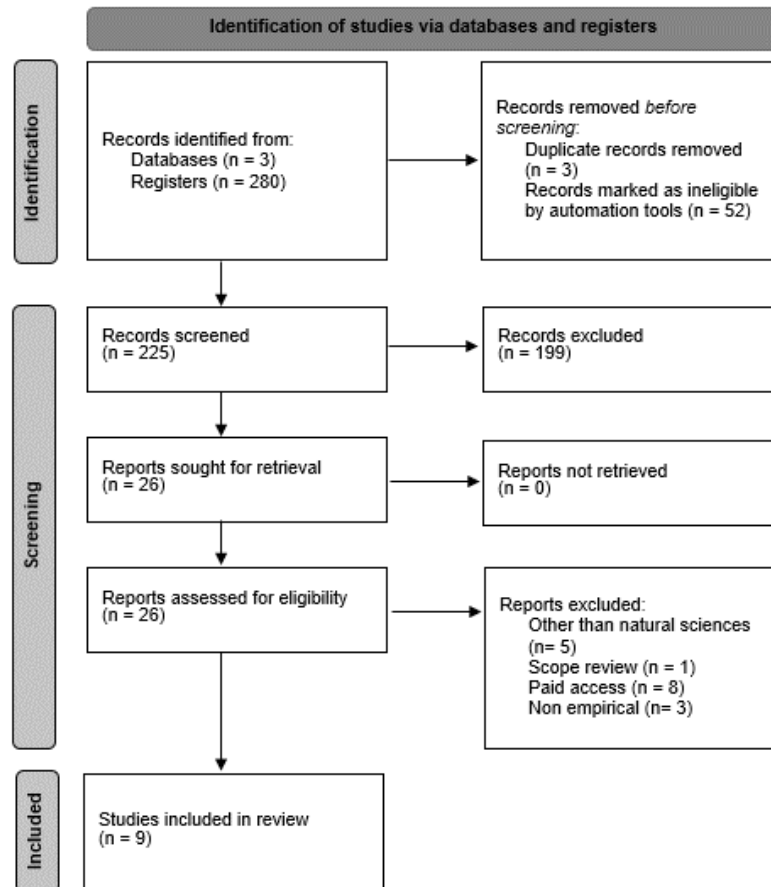 Identification of studies via databases and registers
Identification
Records identified from:
Databases (n = 3)
Registers (n = 280)
Records removed before
screening:
Duplicate records removed
(n = 3)
Records marked as ineligible
by automation tools (n = 52)
Screening
Records screened
(n = 225)
Records excluded
(n = 199)
Reports sought for retrieval
(n = 26)
Reports not retrieved
(n = 0)
Reports assessed for eligibility
(n = 26)
Reports excluded:
Other than natural sciences
(n= 5)
Scope review (n = 1)
Paid access (n = 8)
Non empirical (n= 3)
Included
Studies included in review
(n = 9)